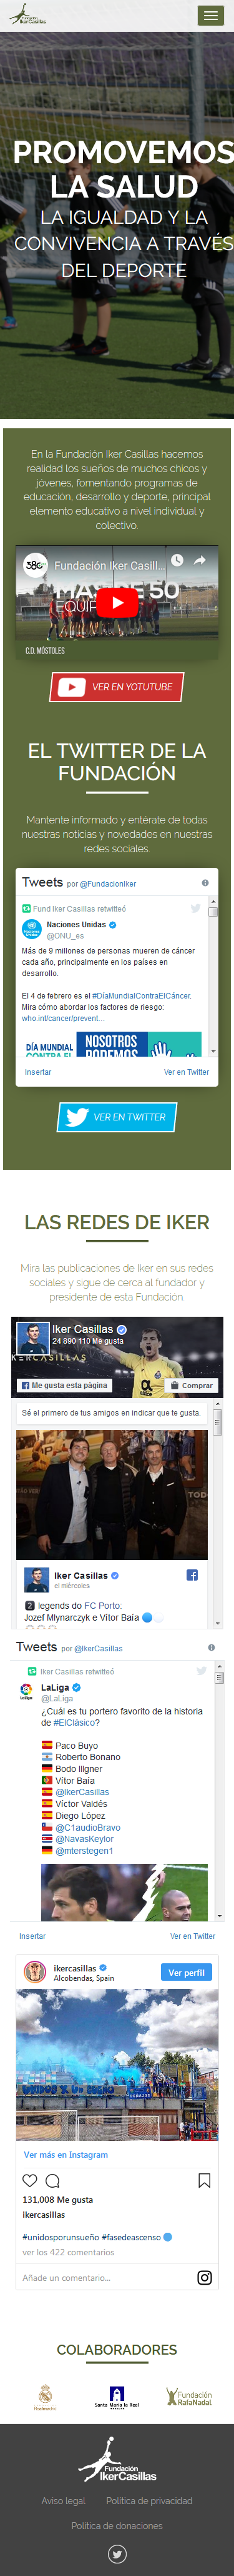 Fundación
IkerCasillas
PROMOVEMOS
LA SALUD
LA IGUALDAD Y LA
CONVIVENCIA A TRAVÉS
DEL DEPORTE
En la Fundación Iker Casillas hacemos
realidad los sueños de muchos chicos y
jóvenes, fomentando programas de
educación, desarrollo y deporte, principal
elemento educativo a nivel individual y
colectivo.
Fundación Iker Casill...
MÁS DE 50
EQUIP
C.D. MÓSTOLES
VER EN YOTUTUBE
EL TWITTER DE LA
FUNDACIÓN
Mantente informado y entérate de todas
nuestras noticias y novedades en nuestras
redes sociales.
Tweets por @FundacionIker
Fund Iker Casillas retwitteó
Naciones Unidas
@ONU_es
Más de 9 millones de personas mueren de cáncer
cada año, principalmente en los países en
desarrollo.
El 4 de febrero es el #DíaMundialContraElCáncer.
Mira cómo abordar los factores de riesgo:
who.int/cancer/prevent…
DÍA MUNDIAL
CONTRA EL
NOSOTROS
PODEMOS
Insertar
Ver en Twitter
VER EN TWITTER
LAS REDES DE IKER
Mira las publicaciones de Iker en sus redes
sociales y sigue de cerca al fundador y
presidente de esta Fundación.
Iker Casillas
24 890 110 Me gusta
KERCASILLAS
Me gusta esta página
Comprar
Sé el primero de tus amigos en indicar que te gusta.
Iker Casillas
el miércoles
2 legends do FC Porto:
Jozef Mlynarczyk e Vítor Baía
Tweets por @IkerCasillas
Iker Casillas retwitteó
LaLiga
@LaLiga
¿Cuál es tu portero favorito de la historia
de #ElClásico?
Paco Buyo
Roberto Bonano
Bodo Illgner
Vítor Baía
@IkerCasillas
Víctor Valdés
Diego López
@C1audioBravo
@NavasKeylor
@mterstegen1
Insertar
Ver en Twitter
ikercasillas
Alcobendas, Spain
Ver perfil
Ver más en Instagram
131,008 Me gusta
ikercasillas
#unidosporunsueño #fasedeascenso
ver los 422 comentarios
Añade un comentario...
COLABORADORES
Realmadrid
Santa María la Real
Fundación
RafaNadal
Fundación
IkerCasillas
Aviso legal
Política de privacidad
Política de donaciones